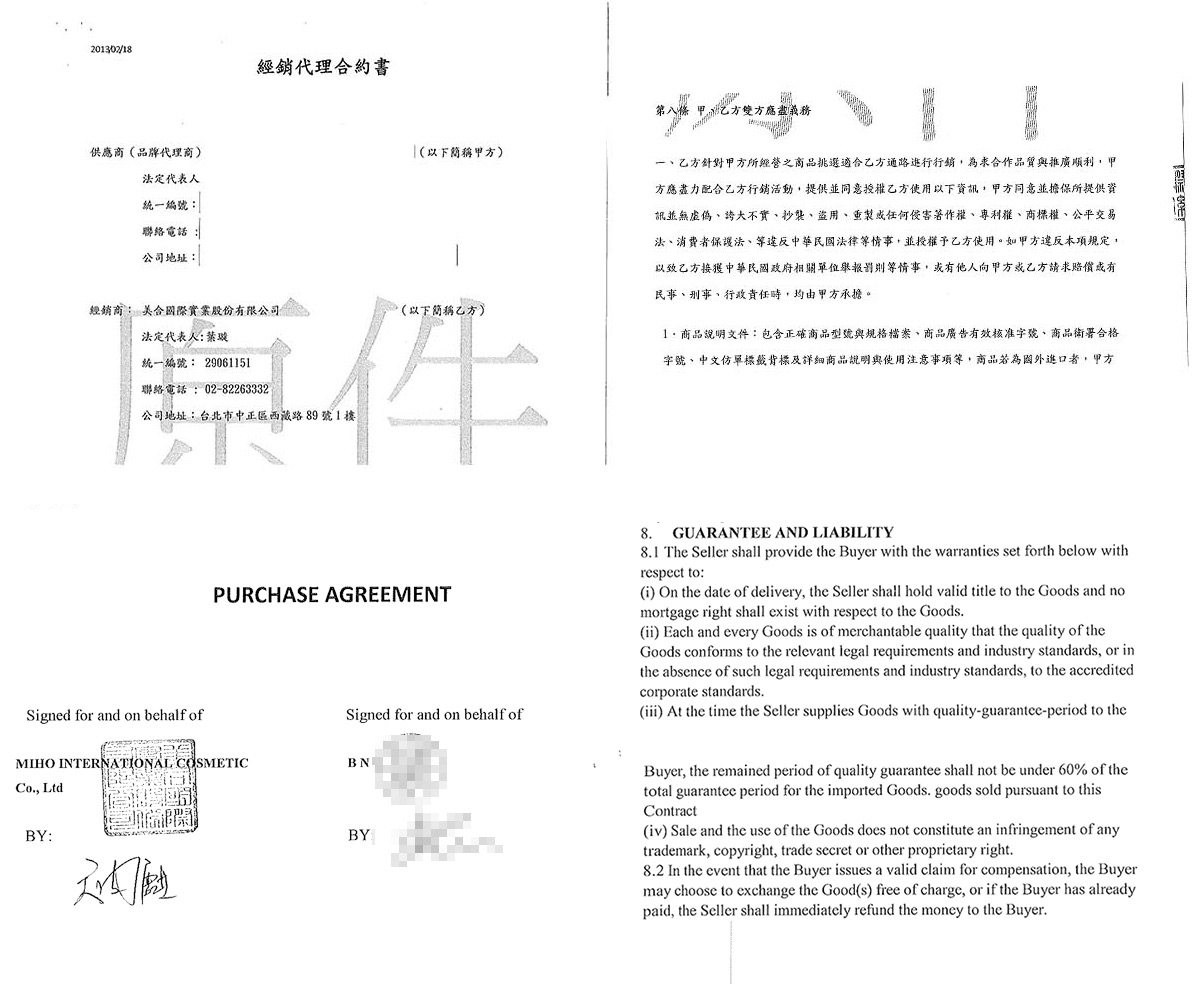 2013/02/18
經銷代理合約書
供應商（品牌代理商）
（以下簡稱甲方）
法定代表人
統一編號：
聯絡電話：
公司地址：
經銷商： 美合國際實業股份有限公司
（以下簡稱乙方）
法定代表人:葉
統一編號： 29061151
聯絡電話 : 02-82263332
公司地址：台北市中正區西藏路 89 號 1 樓
原件
第八條 甲、乙方雙方應盡義務
一、乙方針對甲方所經營之商品挑選適合乙方通路進行行銷，為求合作品質與推廣順利，甲
方應盡力配合乙方行銷活動，提供並同意授權乙方使用以下資訊，甲方同意並擔保所提供資
訊並無虛偽、誇大不實、抄襲、盜用、重製或任何侵害著作權、專利權、商標權、公平交易
法、消費者保護法、等違反中華民國法律等情事，並授權予乙方使用。如甲方違反本項規定，
以致乙方接獲中華民國政府相關單位舉報罰則等情事，或有他人向甲方或乙方請求賠償或有
民事、刑事、行政責任時，均由甲方承擔。
1．商品說明文件：包含正確商品型號與規格檔案、商品廣告有效核准字號、商品衛署合格
字號、中文仿單標籤背標及詳細商品說明與使用注意事項等，商品若為國外進口者，甲方
PURCHASE AGREEMENT
Signed for and on behalf of
MIHO INTERNATIONAL COSMETIC
Co., Ltd
BY:
Signed for and on behalf of
B N
BY
8. GUARANTEE AND LIABILITY
8.1 The Seller shall provide the Buyer with the warranties set forth below with
respect to:
(i) On the date of delivery, the Seller shall hold valid title to the Goods and no
mortgage right shall exist with respect to the Goods.
(ii) Each and every Goods is of merchantable quality that the quality of the
Goods conforms to the relevant legal requirements and industry standards, or in
the absence of such legal requirements and industry standards, to the accredited
corporate standards.
(iii) At the time the Seller supplies Goods with quality-guarantee-period to the
Buyer, the remained period of quality guarantee shall not be under 60% of the
total guarantee period for the imported Goods. goods sold pursuant to this
Contract
(iv) Sale and the use of the Goods does not constitute an infringement of any
trademark, copyright, trade secret or other proprietary right.
8.2 In the event that the Buyer issues a valid claim for compensation, the Buyer
may choose to exchange the Good(s) free of charge, or if the Buyer has already
paid, the Seller shall immediately refund the money to the Buyer.